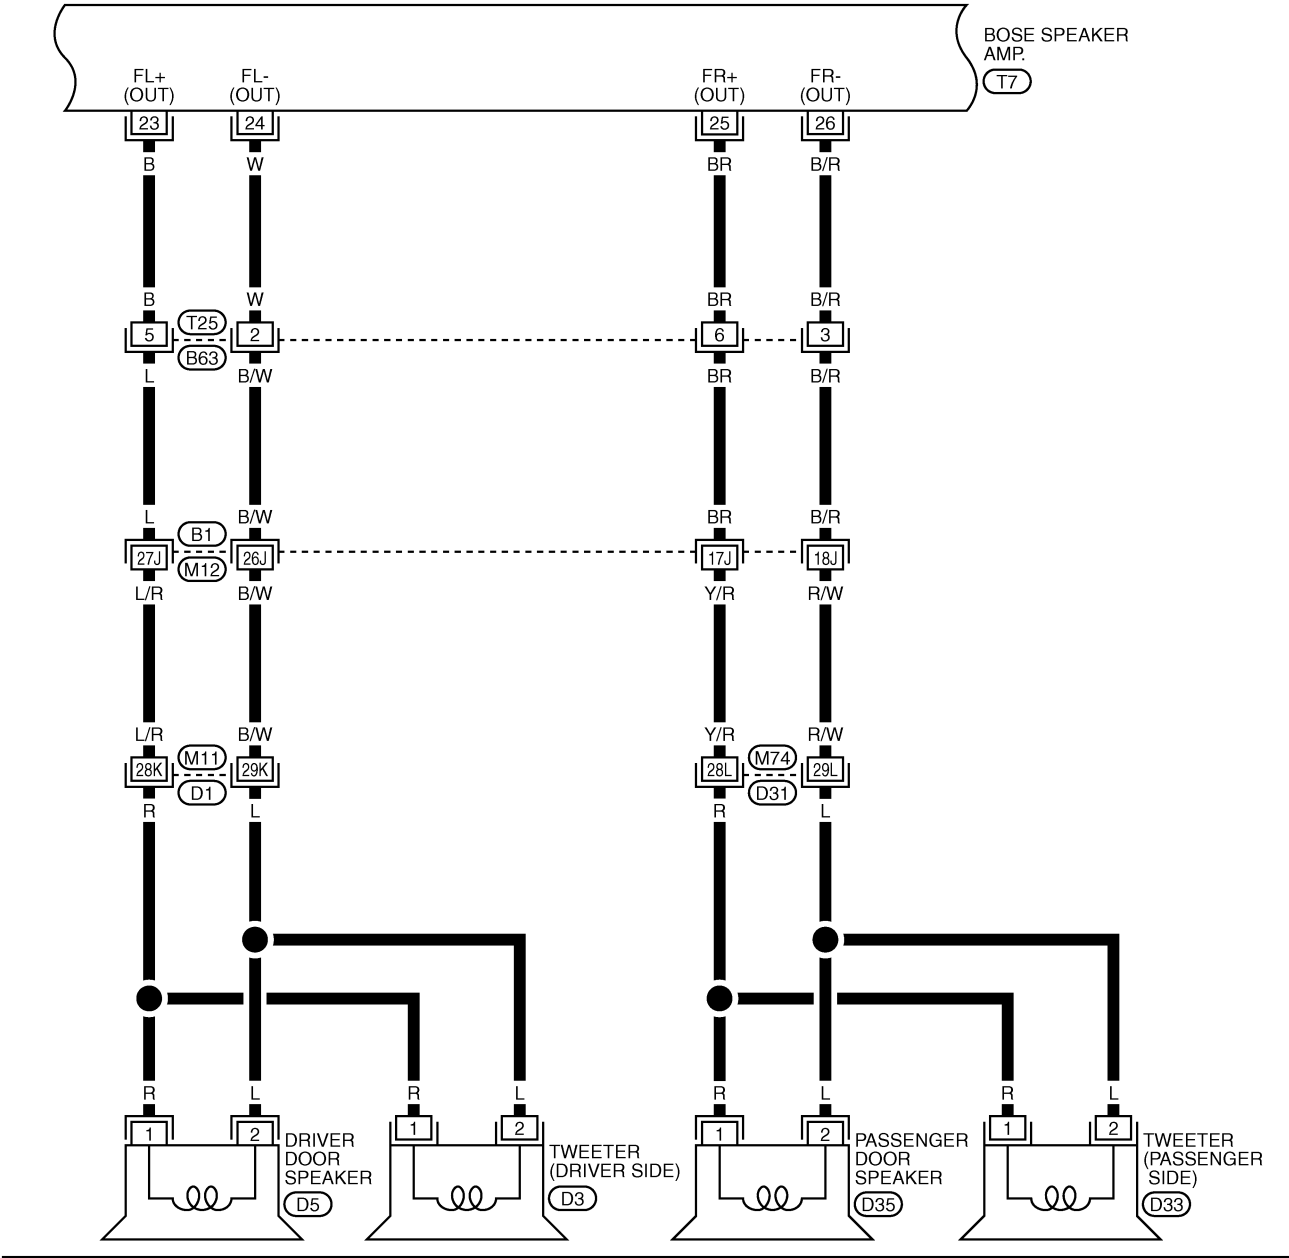 BOSE SPEAKER
AMP.
T7
FL+ FL- FR+ FR-
(OUT) (OUT) (OUT) (OUT)
23 24 25 26
B W BR B/R
B W BR B/R
T25
5 2 6 3
B63
L B/W BR B/R
L B/W BR B/R
B1
27J 26J 17J 18J
M12
L/R B/W Y/R R/W
L/R B/W Y/R R/W
M11 M74
28K 29K 28L 29L
D1 D31
R L R L
R L R L R L R L
1 2 1 2 1 2 1 2
DRIVER
DOOR
SPEAKER
D5
TWEETER
(DRIVER SIDE)
D3
PASSENGER
DOOR
SPEAKER
D35
TWEETER
(PASSENGER
SIDE)
D33